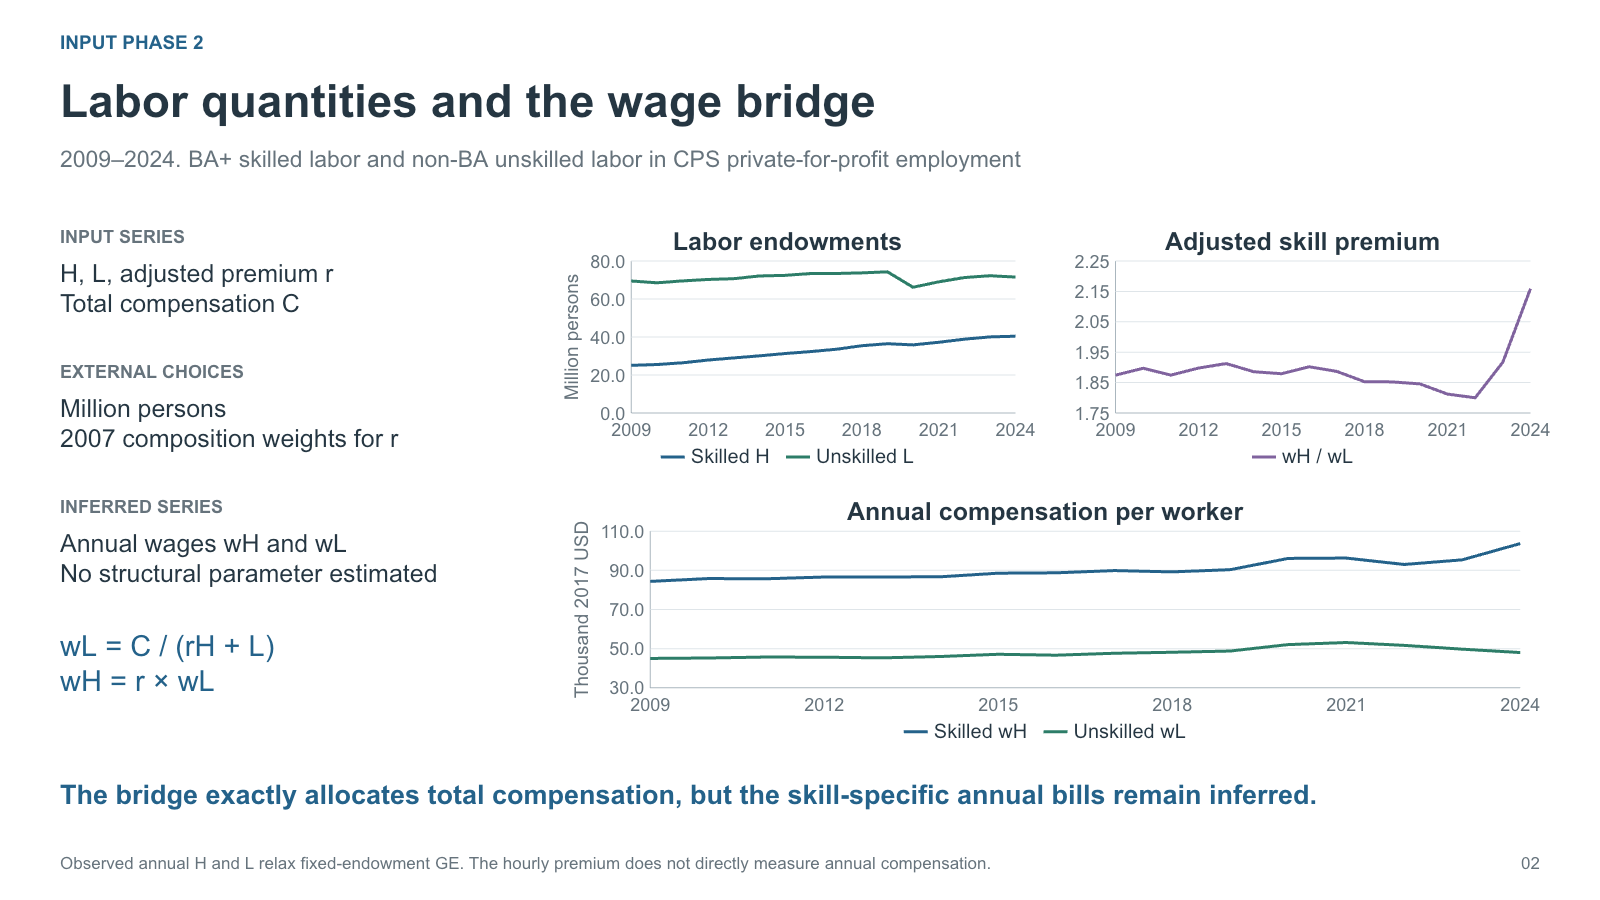 INPUT PHASE 2
Labor quantities and the wage bridge
2009–2024. BA+ skilled labor and non-BA unskilled labor in CPS private-for-profit employment
INPUT SERIES
H, L, adjusted premium r
Total compensation C
EXTERNAL CHOICES
Million persons
2007 composition weights for r
INFERRED SERIES
Annual wages wH and wL
No structural parameter estimated
wL = C / (rH + L)
wH = r × wL
Labor endowments
Million persons
80.0
60.0
40.0
20.0
0.0
2009 2012 2015 2018 2021 2024
Skilled H Unskilled L
Adjusted skill premium
2.25
2.15
2.05
1.95
1.85
1.75
2009 2012 2015 2018 2021 2024
wH / wL
Annual compensation per worker
Thousand 2017 USD
110.0
90.0
70.0
50.0
30.0
2009 2012 2015 2018 2021 2024
Skilled wH Unskilled wL
The bridge exactly allocates total compensation, but the skill-specific annual bills remain inferred.
Observed annual H and L relax fixed-endowment GE. The hourly premium does not directly measure annual compensation.
02